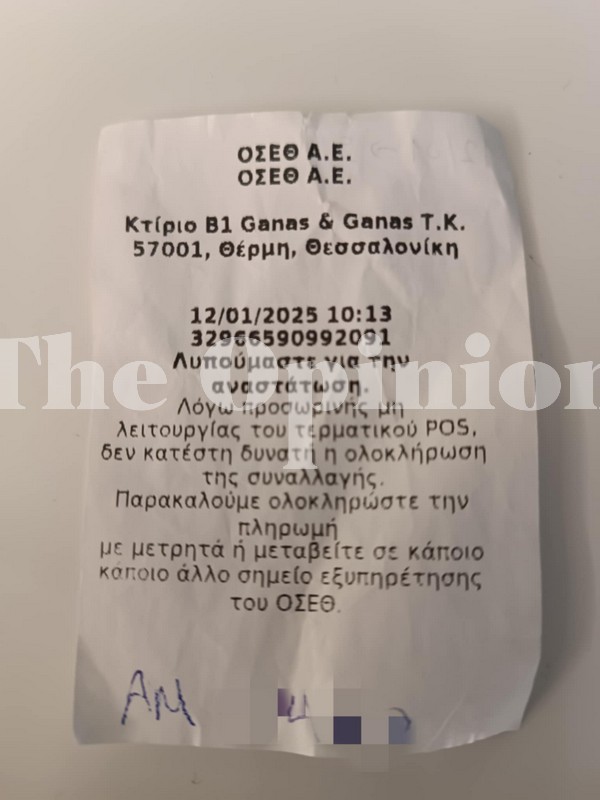 ΟΣΕΘ Α.Ε.
ΟΣΕΘ Α.Ε.
Κτίριο Β1 Ganas & Ganas Τ.Κ.
57001, Θέρμη, Θεσσαλονίκη
12/01/2025 10:13
32966590992091
Λυπούμαστε για την
αναστάτωση.
Λόγω προσωρινής μη
λειτουργίας του τερματικού POS,
δεν κατέστη δυνατή η ολοκλήρωση
της συναλλαγής.
Παρακαλούμε ολοκληρώστε την
πληρωμή
με μετρητά ή μεταβείτε σε κάποιο
κάποιο άλλο σημείο εξυπηρέτησης
του ΟΣΕΘ.
The Opinion
ΑΜ